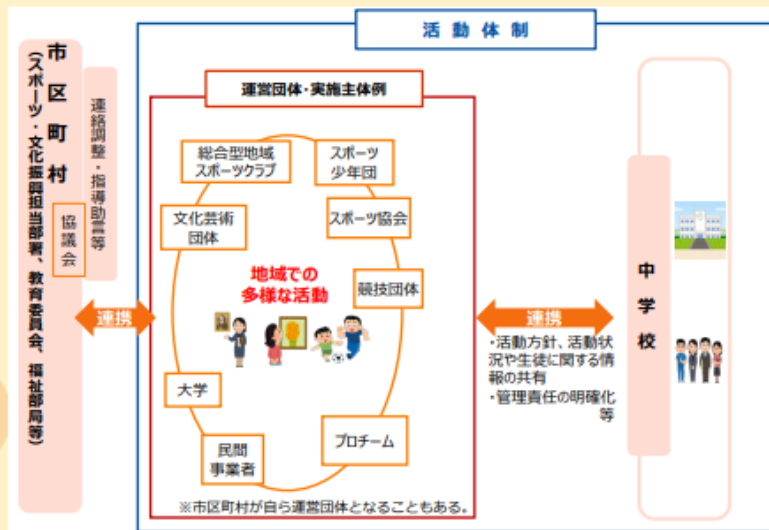 活動体制
市区町村
（スポーツ・文化振興担当部署、教育委員会、福祉部局等）
協議会
連絡調整・指導助言等
連携
運営団体・実施主体例
総合型地域
スポーツクラブ
スポーツ
少年団
文化芸術
団体
スポーツ協会
競技団体
地域での
多様な活動
大学
民間
事業者
プロチーム
※市区町村が自ら運営団体となることもある。
連携
・活動方針、活動状
況や生徒に関する情
報の共有
・管理責任の明確化
等
中学校